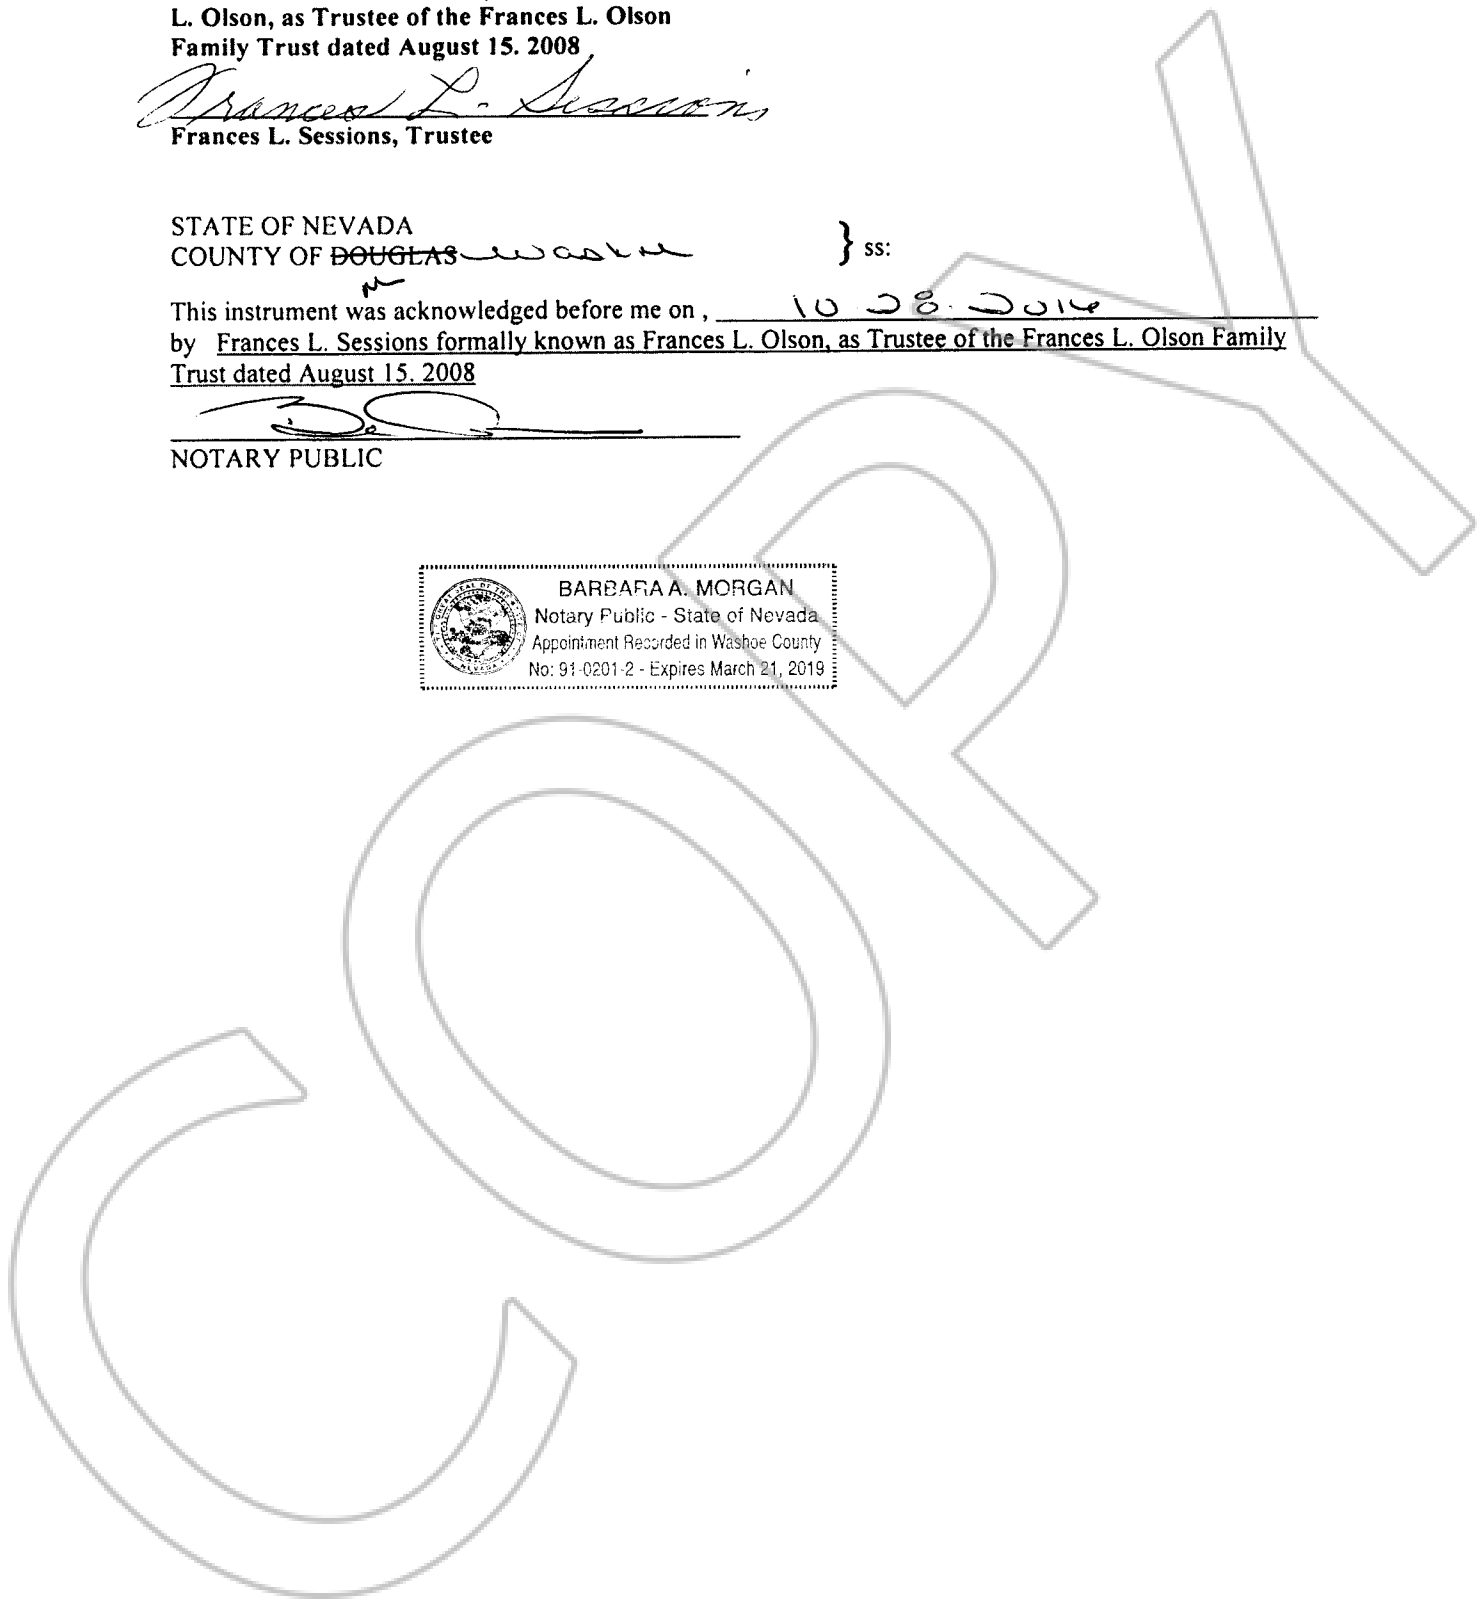 L. Olson, as Trustee of the Frances L. Olson
Family Trust dated August 15. 2008
Frances L. Sessions
Frances L. Sessions, Trustee
STATE OF NEVADA
COUNTY OF DOUGLAS Washoe } ss:
This instrument was acknowledged before me on , 10 28 2016
by Frances L. Sessions formally known as Frances L. Olson, as Trustee of the Frances L. Olson Family
Trust dated August 15. 2008
NOTARY PUBLIC
BARBARA A. MORGAN
Notary Public - State of Nevada
Appointment Recorded in Washoe County
No: 91-0201-2 - Expires March 21, 2019
COPY